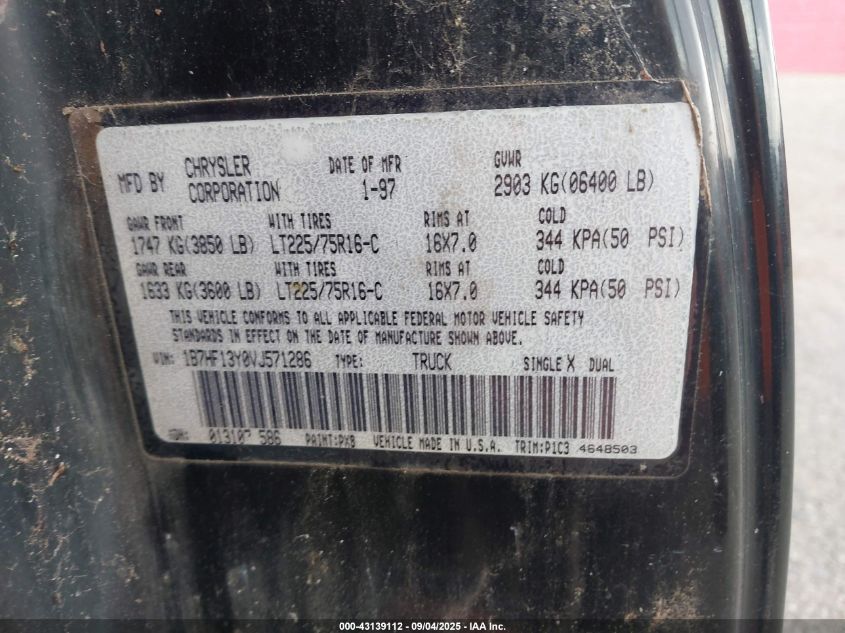 MFD BY CHRYSLER CORPORATION DATE OF MFR 1-97 GVWR 2903 KG(06400 LB)
GAWR FRONT WITH TIRES RIMS AT COLD
1747 KG(3850 LB) LT225/75R16-C 16X7.0 344 KPA(50 PSI)
GAWR REAR WITH TIRES RIMS AT COLD
1633 KG(3600 LB) LT225/75R16-C 16X7.0 344 KPA(50 PSI)
THIS VEHICLE CONFORMS TO ALL APPLICABLE FEDERAL MOTOR VEHICLE SAFETY
STANDARDS IN EFFECT ON THE DATE OF MANUFACTURE SHOWN ABOVE.
VIN: 1B7HF13Y0VJ571286 TYPE: TRUCK SINGLE X DUAL
MDH: 013107 586 PAINT:PX8 VEHICLE MADE IN U.S.A. TRIM:P1C3 4648503
000-43139112 - 09/04/2025 - IAA Inc.